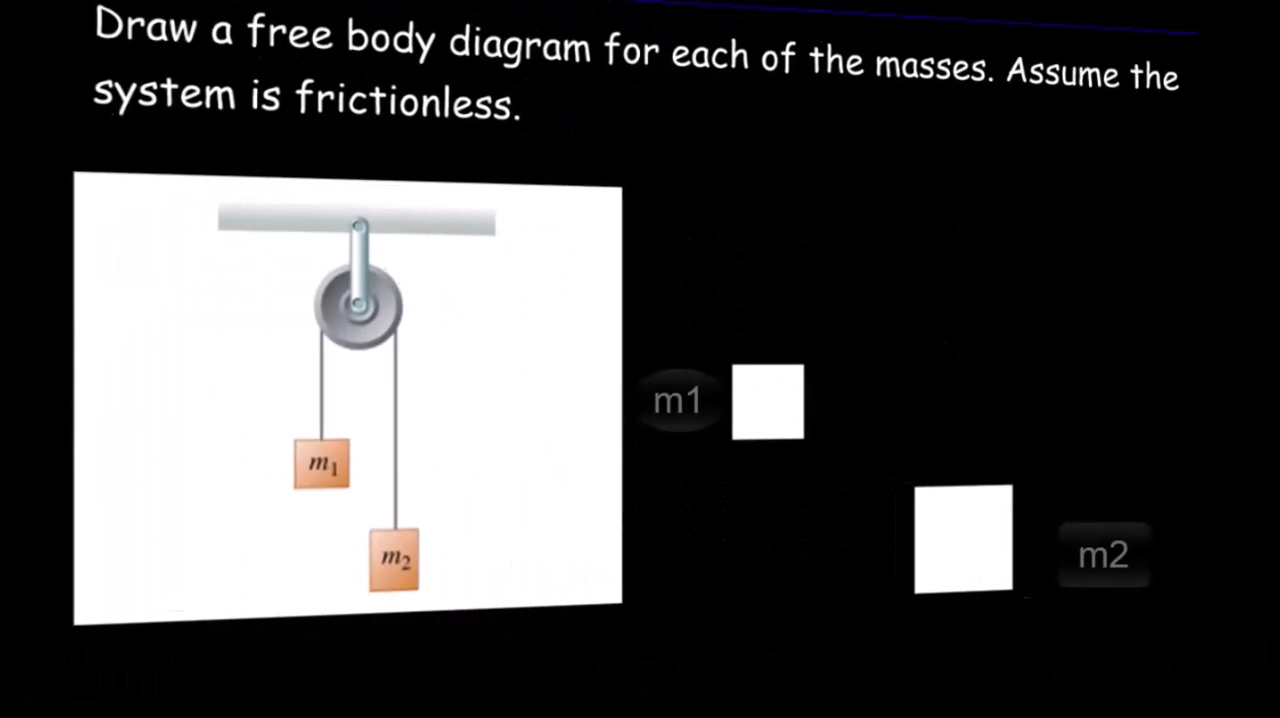 Draw a free body diagram for each of the masses. Assume the
system is frictionless.
m1
m1
m2
m2